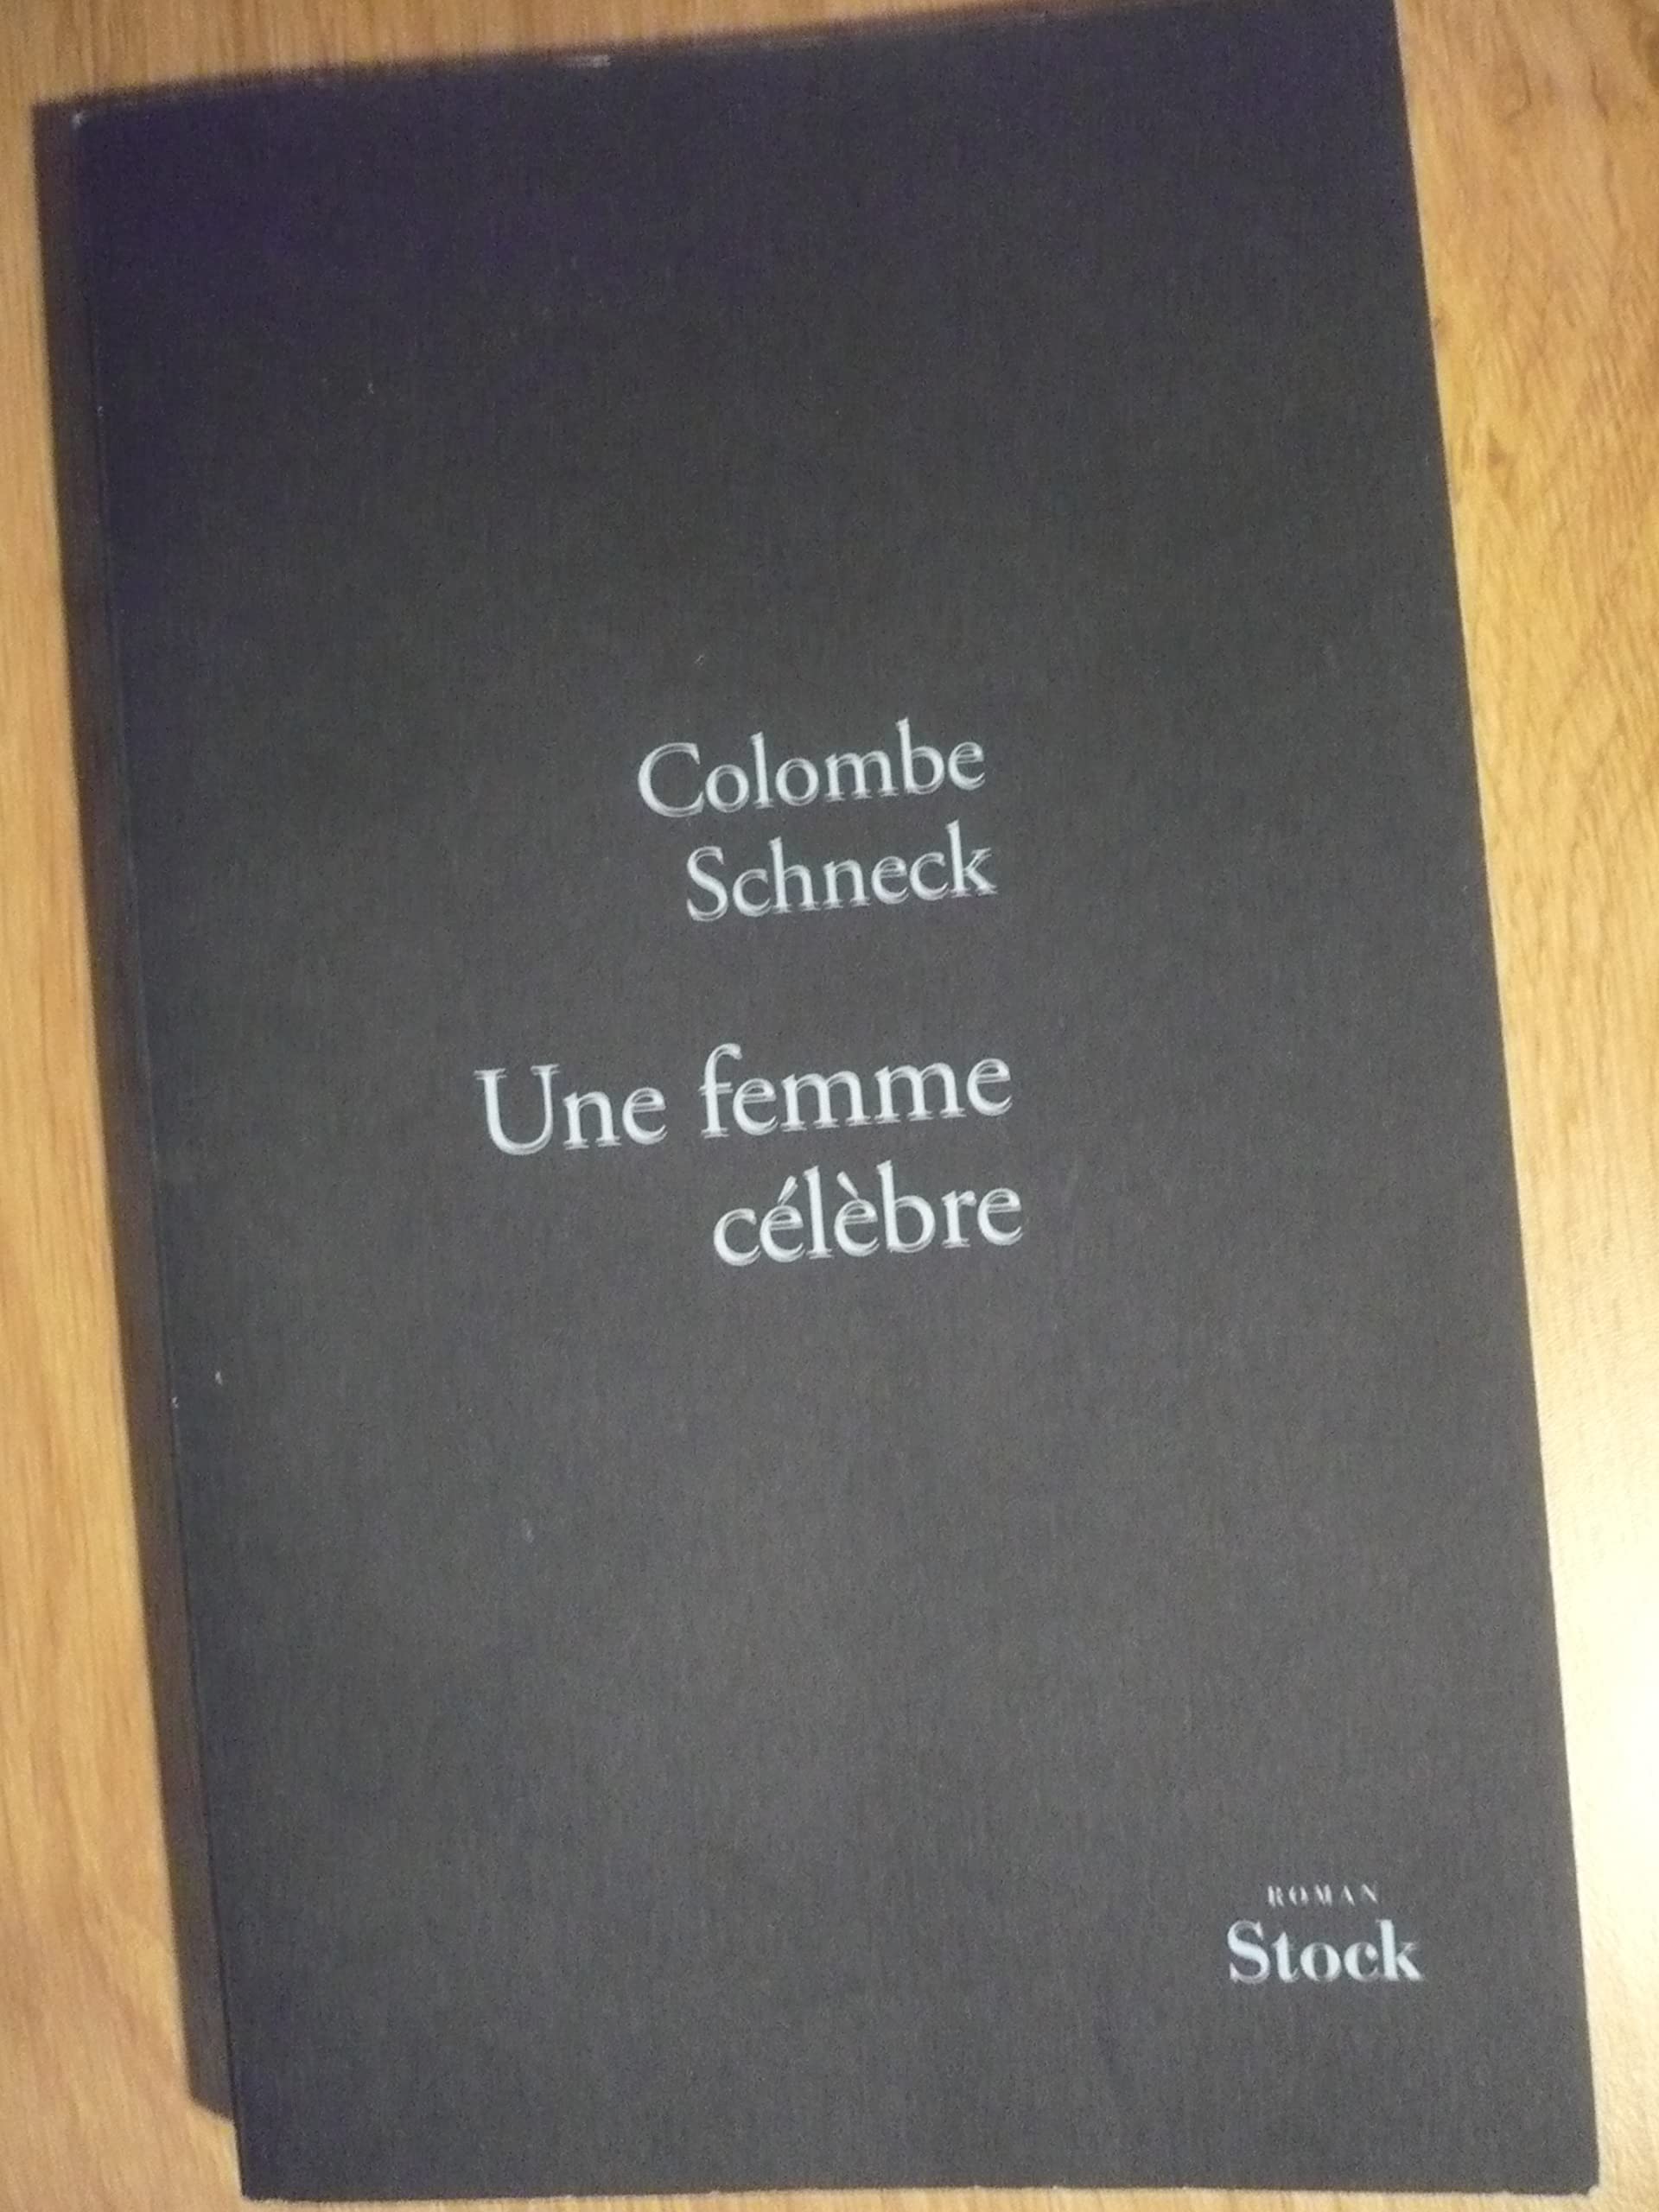 Colombe
Schneck
Une femme
célèbre
ROMAN
Stock